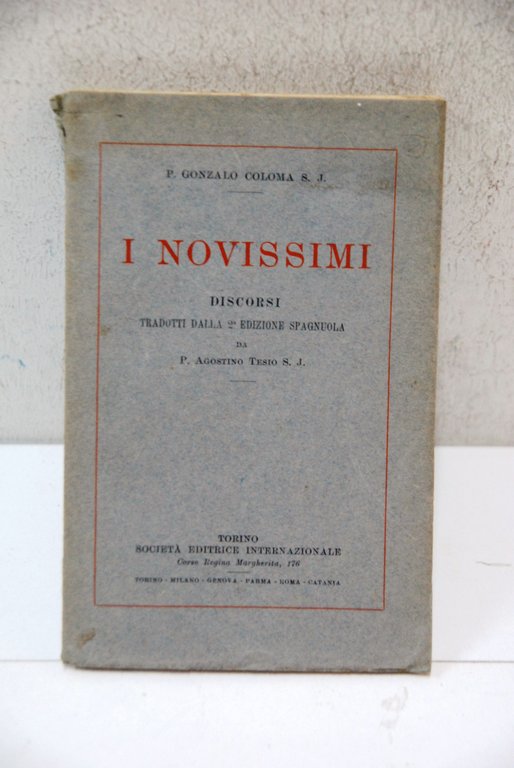 P. GONZALO COLOMA S. J.
I NOVISSIMI
DISCORSI
TRADOTTI DALLA 2ª EDIZIONE SPAGNUOLA
DA
P. AGOSTINO TESIO S. J.
TORINO
SOCIETÀ EDITRICE INTERNAZIONALE
Corso Regina Margherita, 176
TORINO - MILANO - GENOVA - PARMA - ROMA - CATANIA